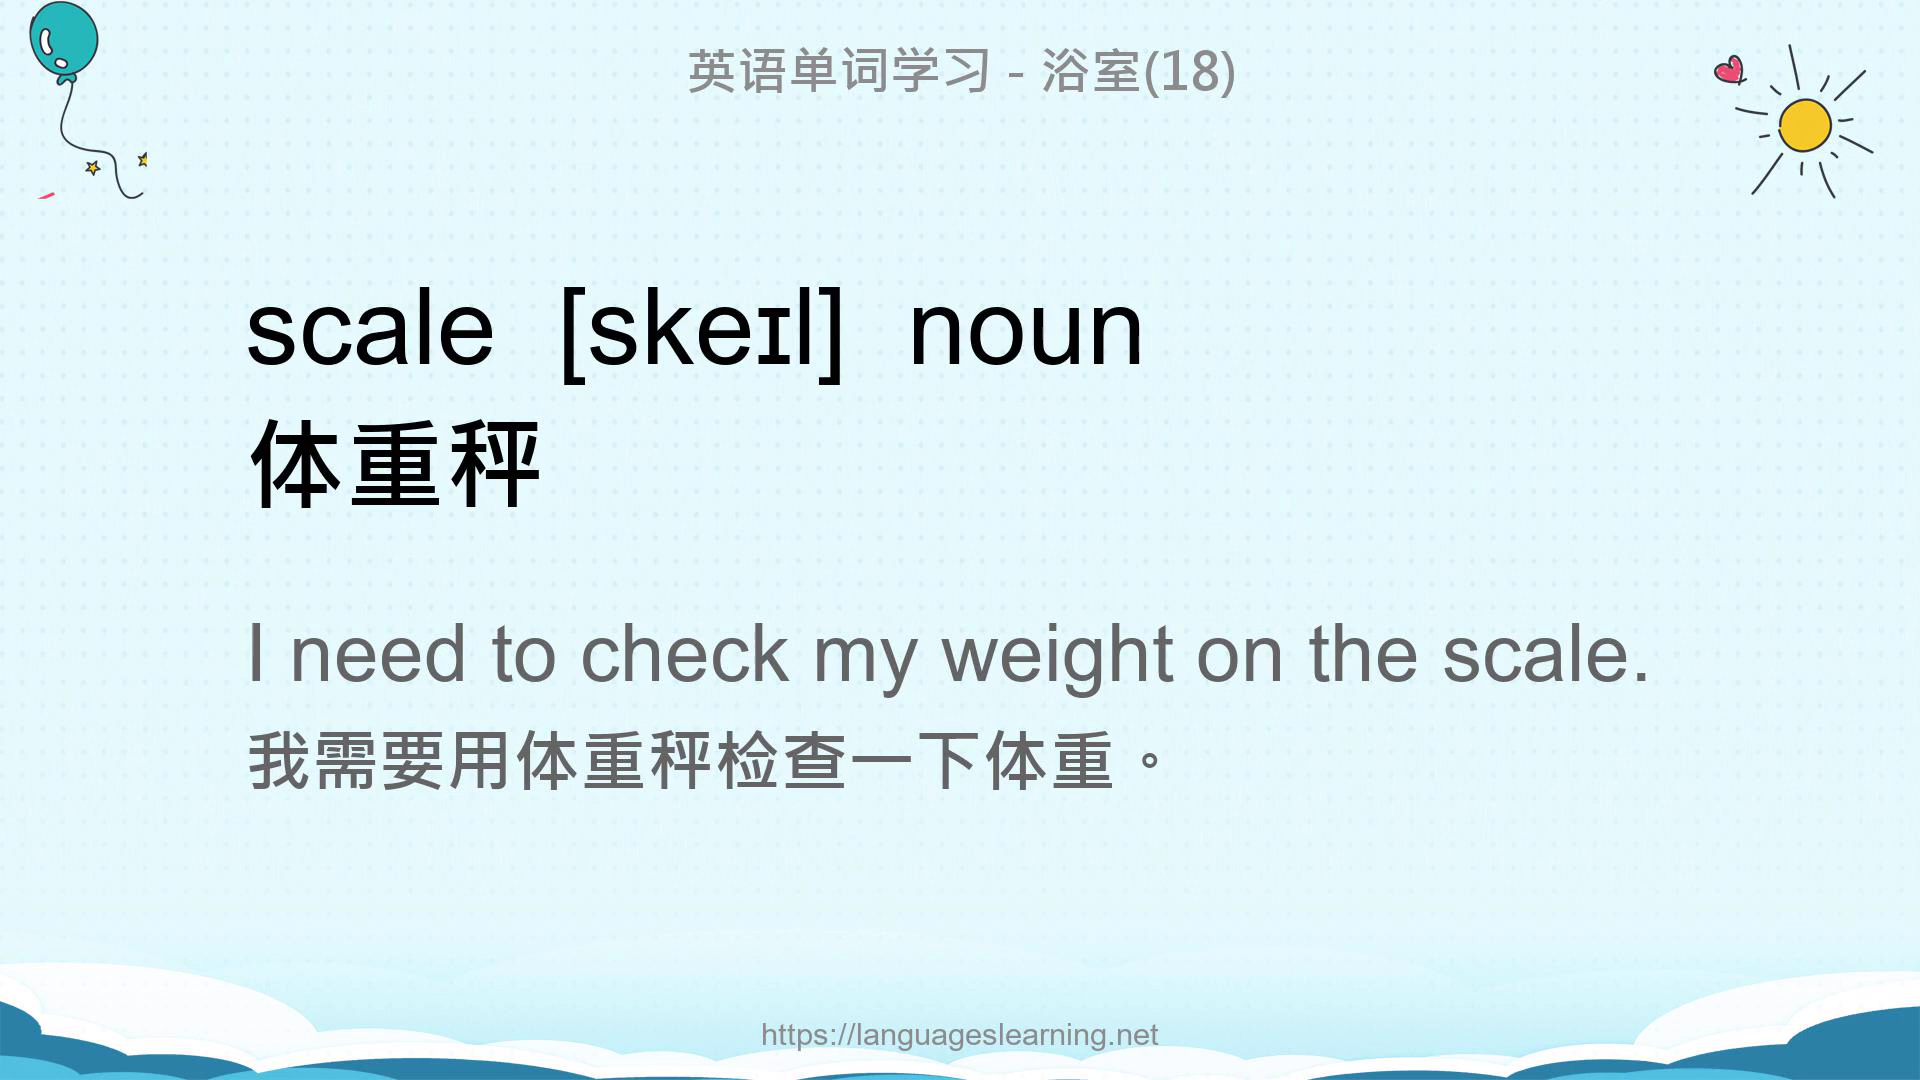 英语单词学习 - 浴室(18)
scale [skeɪl] noun
体重秤
I need to check my weight on the scale.
我需要用体重秤检查一下体重。
https://languageslearning.net